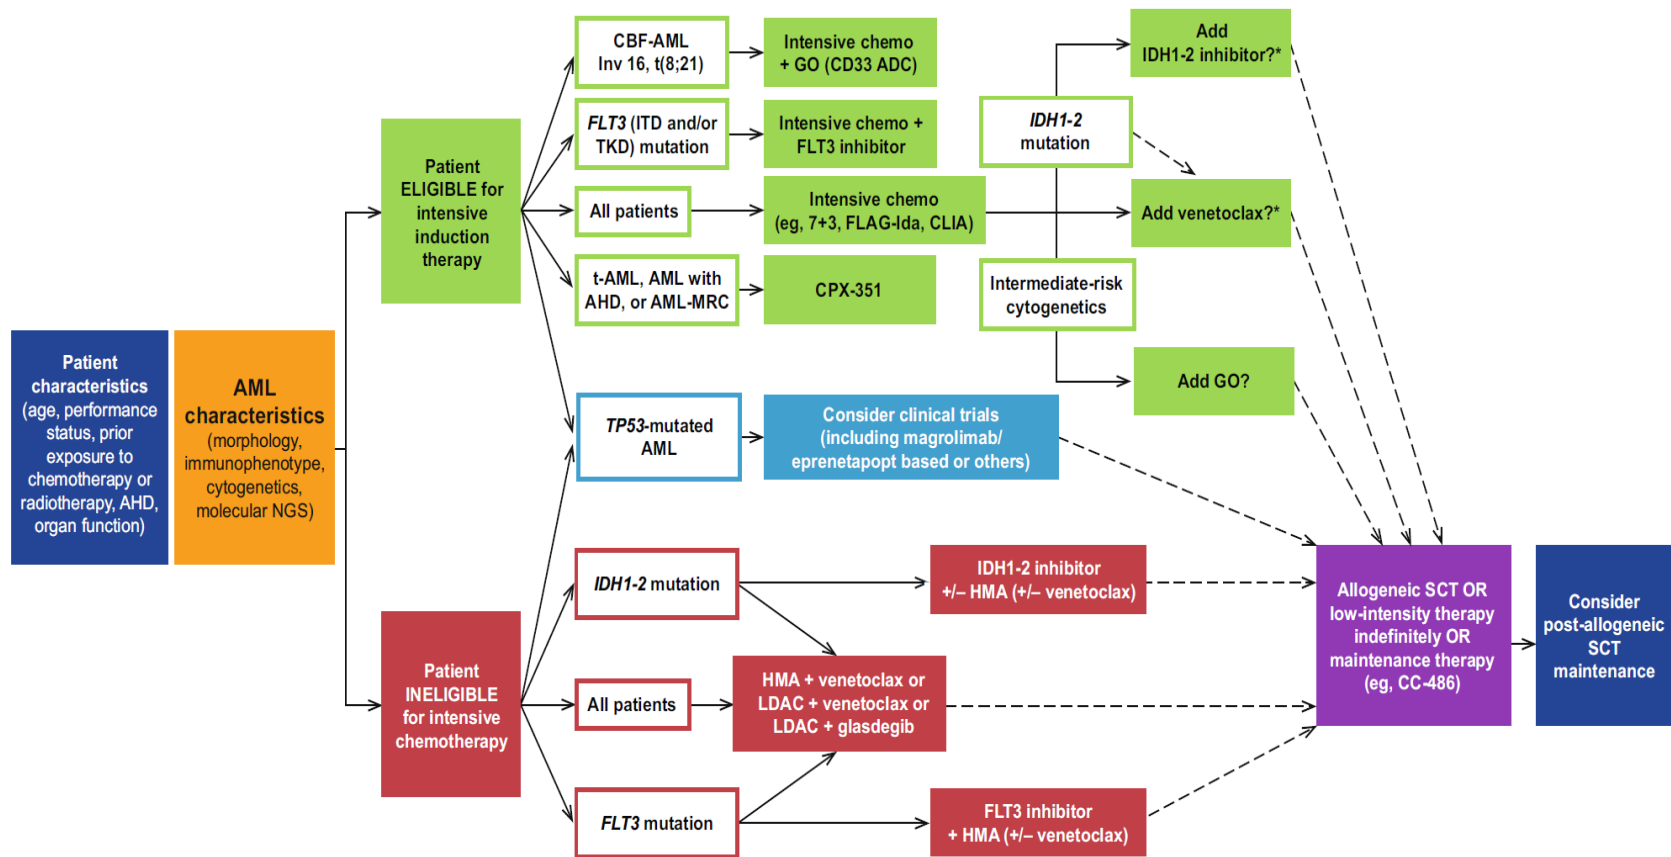 Patient
characteristics
(age, performance
status, prior
exposure to
chemotherapy or
radiotherapy, AHD,
organ function)
AML
characteristics
(morphology,
immunophenotype,
cytogenetics,
molecular NGS)
Patient
ELIGIBLE for
intensive
induction
therapy
CBF-AML
Inv 16, t(8;21)
Intensive chemo
+ GO (CD33 ADC)
FLT3 (ITD and/or
TKD) mutation
Intensive chemo +
FLT3 inhibitor
All patients
Intensive chemo
(eg, 7+3, FLAG-Ida, CLIA)
t-AML, AML with
AHD, or AML-MRC
CPX-351
IDH1-2
mutation
Intermediate-risk
cytogenetics
Add
IDH1-2 inhibitor?*
Add venetoclax?*
Add GO?
TP53-mutated
AML
Consider clinical trials
(including magrolimab/
eprenetapopt based or others)
Patient
INELIGIBLE
for intensive
chemotherapy
IDH1-2 mutation
IDH1-2 inhibitor
+/– HMA (+/– venetoclax)
All patients
HMA + venetoclax or
LDAC + venetoclax or
LDAC + glasdegib
FLT3 mutation
FLT3 inhibitor
+ HMA (+/– venetoclax)
Allogeneic SCT OR
low-intensity therapy
indefinitely OR
maintenance therapy
(eg, CC-486)
Consider
post-allogeneic
SCT
maintenance